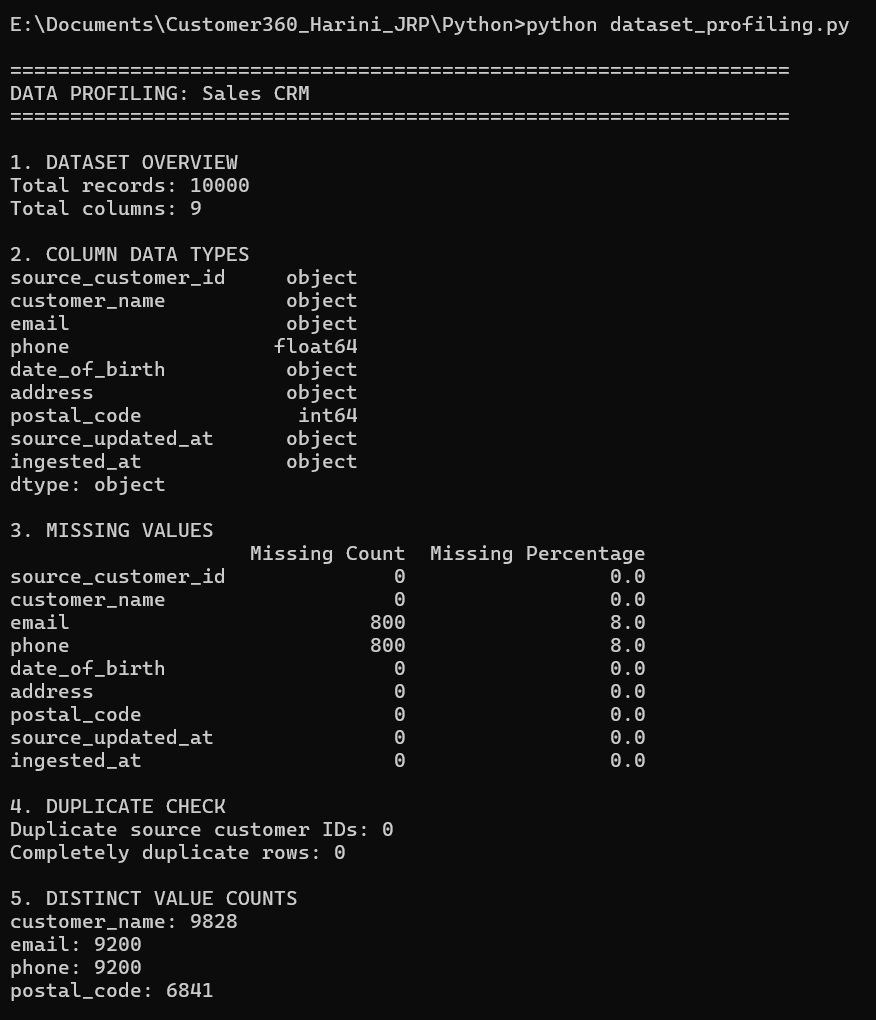 E:\Documents\Customer360_Harini_JRP\Python>python dataset_profiling.py
=================================================================
DATA PROFILING: Sales CRM
=================================================================
1. DATASET OVERVIEW
Total records: 10000
Total columns: 9
2. COLUMN DATA TYPES
source_customer_id     object
customer_name          object
email                  object
phone                 float64
date_of_birth          object
address                object
postal_code             int64
source_updated_at      object
ingested_at            object
dtype: object
3. MISSING VALUES
                    Missing Count  Missing Percentage
source_customer_id              0                 0.0
customer_name                   0                 0.0
email                         800                 8.0
phone                         800                 8.0
date_of_birth                   0                 0.0
address                         0                 0.0
postal_code                     0                 0.0
source_updated_at               0                 0.0
ingested_at                     0                 0.0
4. DUPLICATE CHECK
Duplicate source customer IDs: 0
Completely duplicate rows: 0
5. DISTINCT VALUE COUNTS
customer_name: 9828
email: 9200
phone: 9200
postal_code: 6841